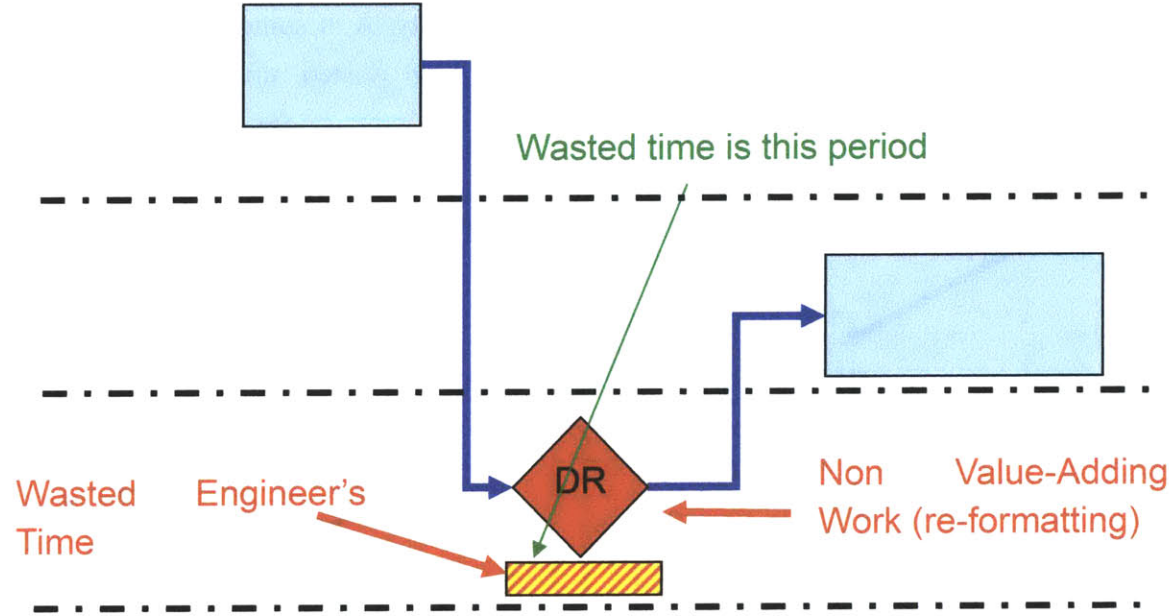 Wasted time is this period
DR
Wasted Engineer's
Time
Non Value-Adding
Work (re-formatting)